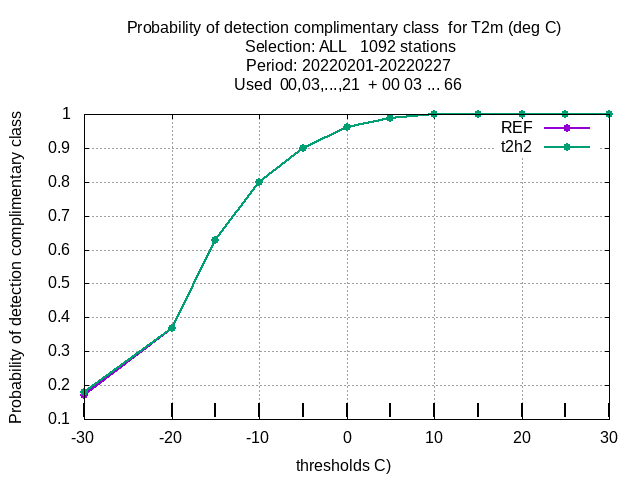 Probability of detection complimentary class  for T2m (deg C)
Selection: ALL   1092 stations
Period: 20220201-20220227
Used  00,03,...,21  + 00 03 ... 66
Probability of detection complimentary class
1
0.9
0.8
0.7
0.6
0.5
0.4
0.3
0.2
0.1
REF
t2h2
-30 -20 -10 0 10 20 30
thresholds C)